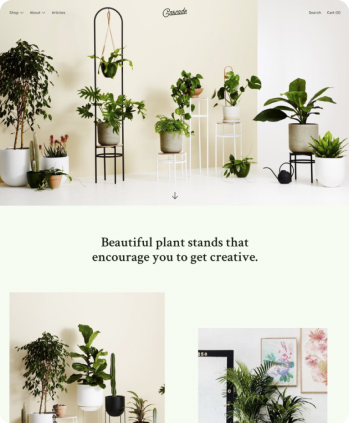 Shop About Articles
Cascade
Search Cart (0)
Beautiful plant stands that
encourage you to get creative.